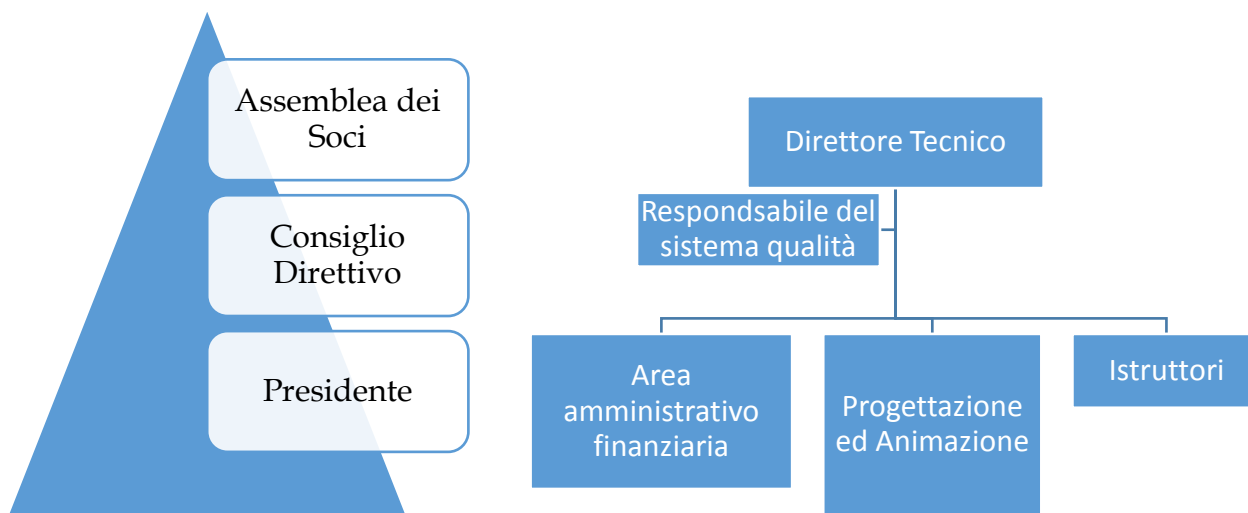 Assemblea dei
Soci
Consiglio
Direttivo
Presidente
Direttore Tecnico
Respondsabile del
sistema qualità
Area
amministrativo
finanziaria
Progettazione
ed Animazione
Istruttori